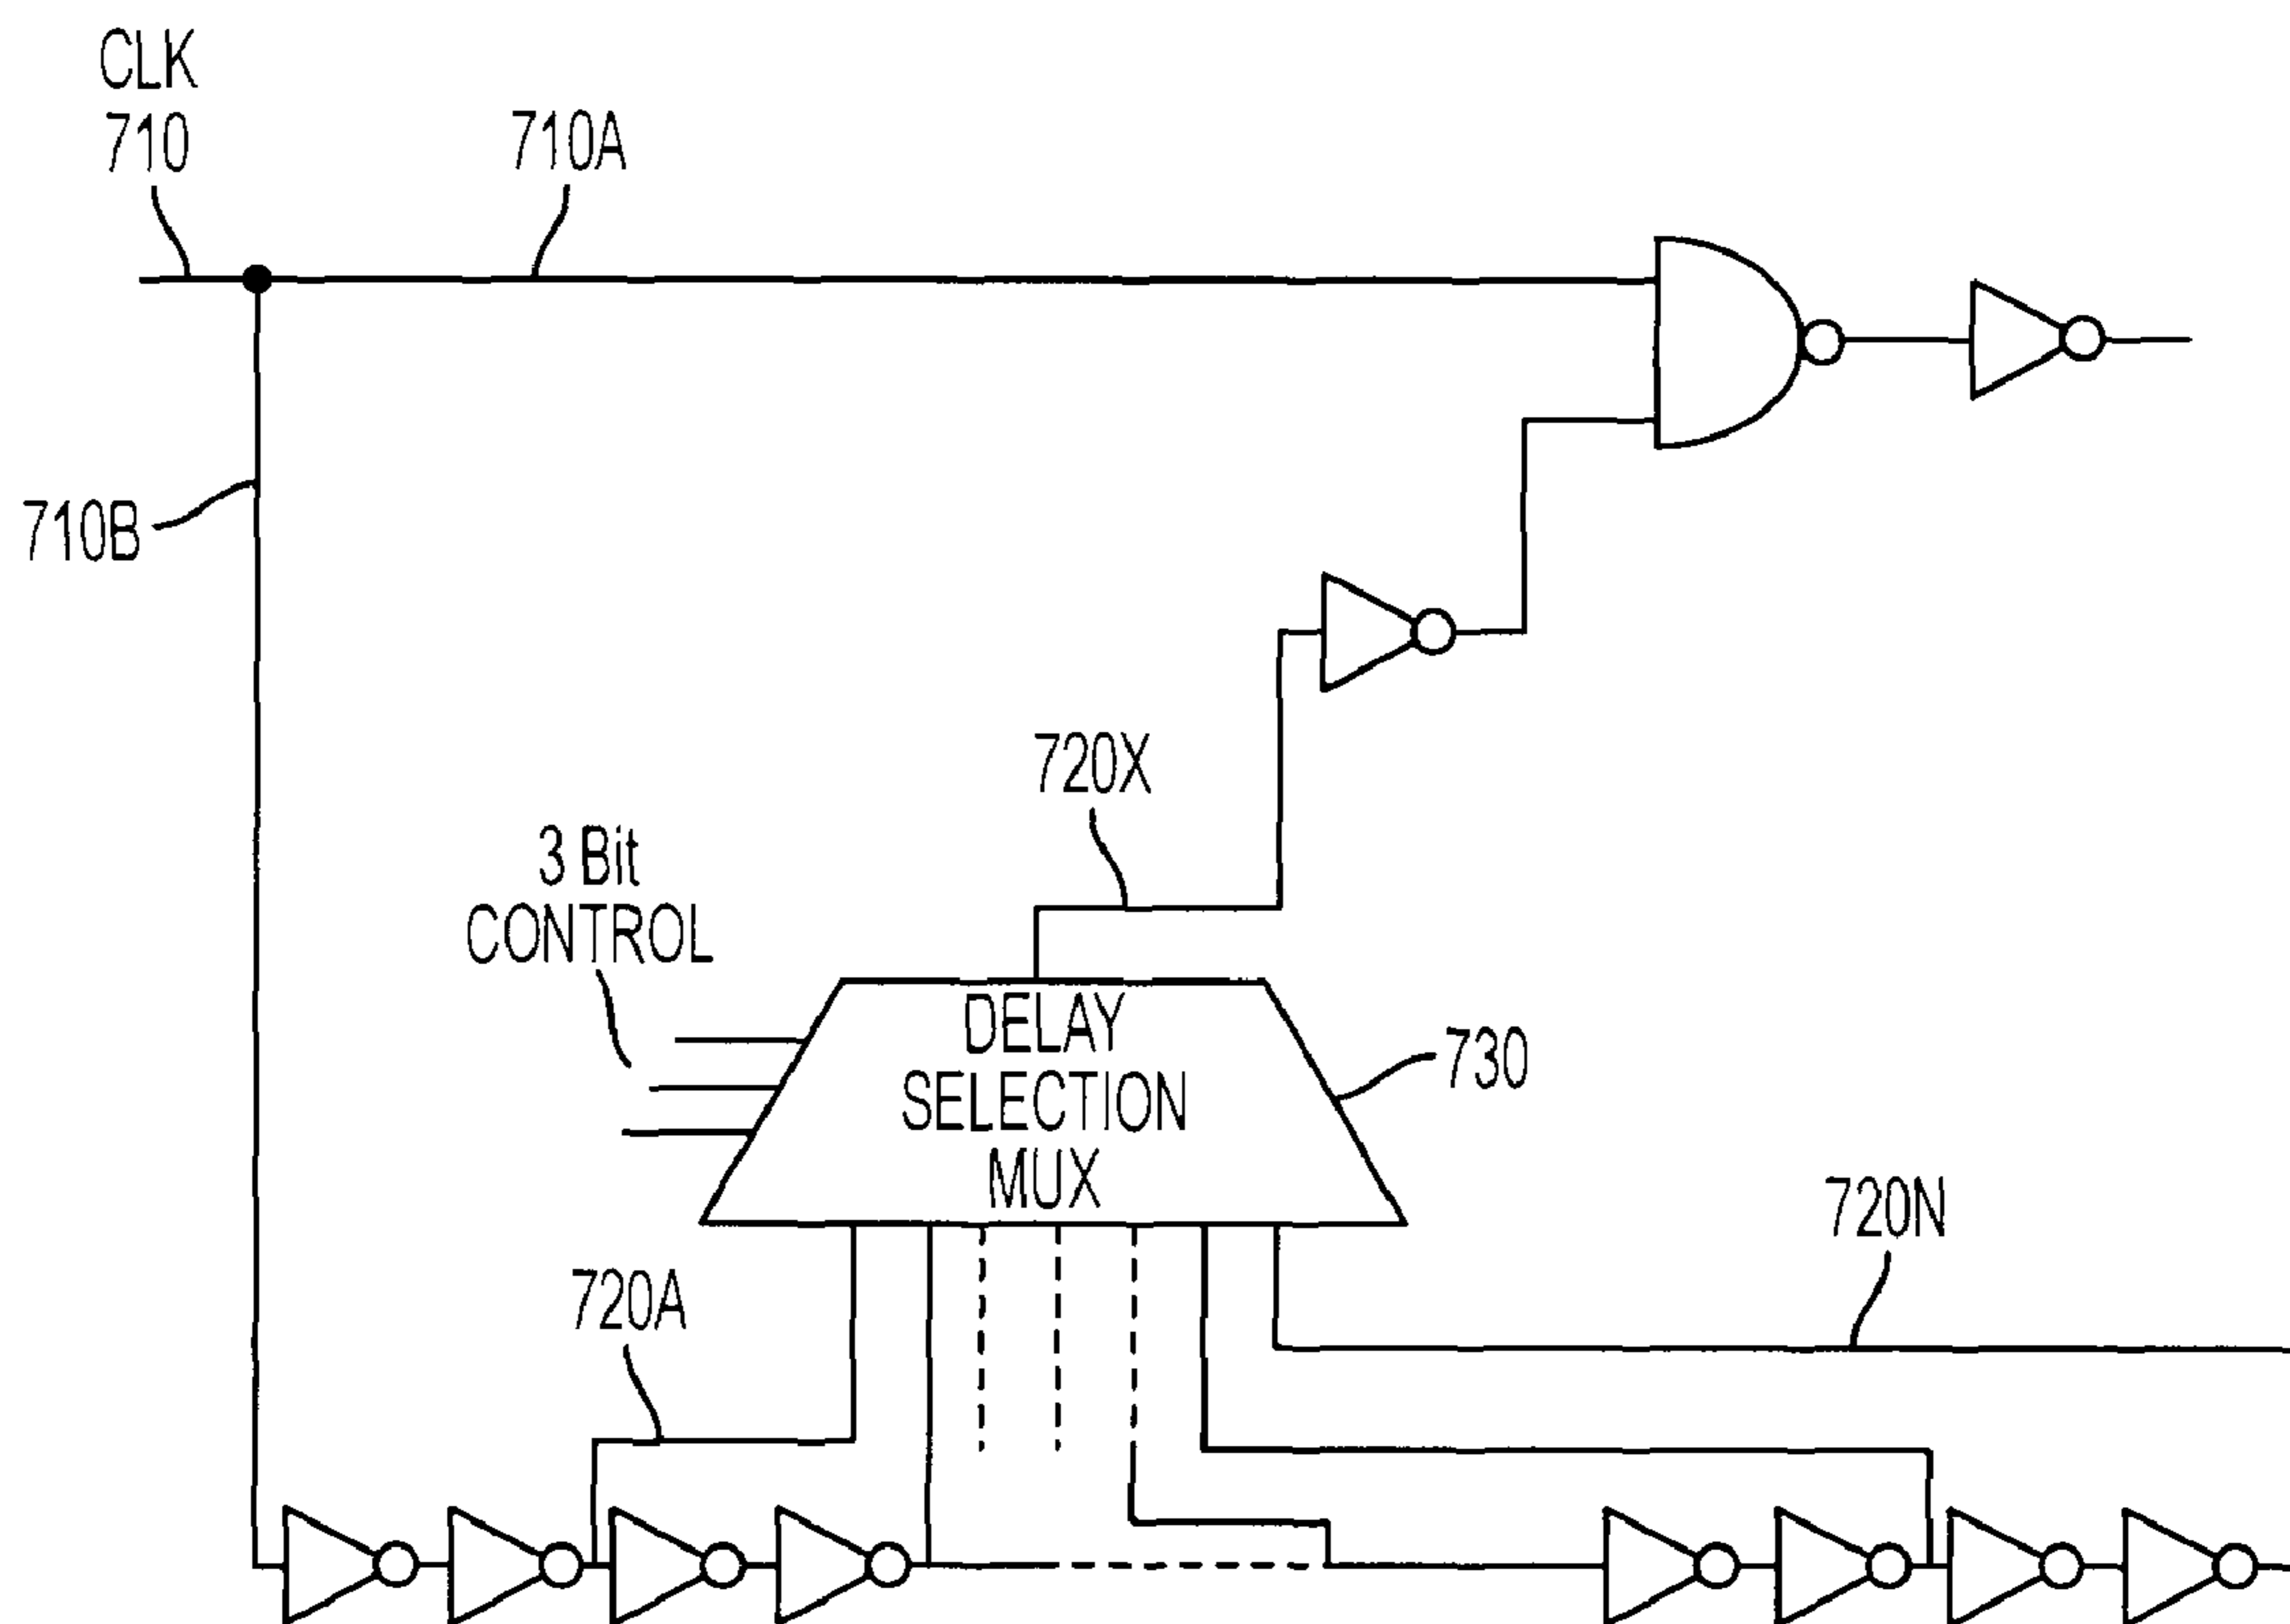 CLK
710
710A
710B
720X
3 Bit
CONTROL
DELAY
SELECTION
MUX
730
720N
720A